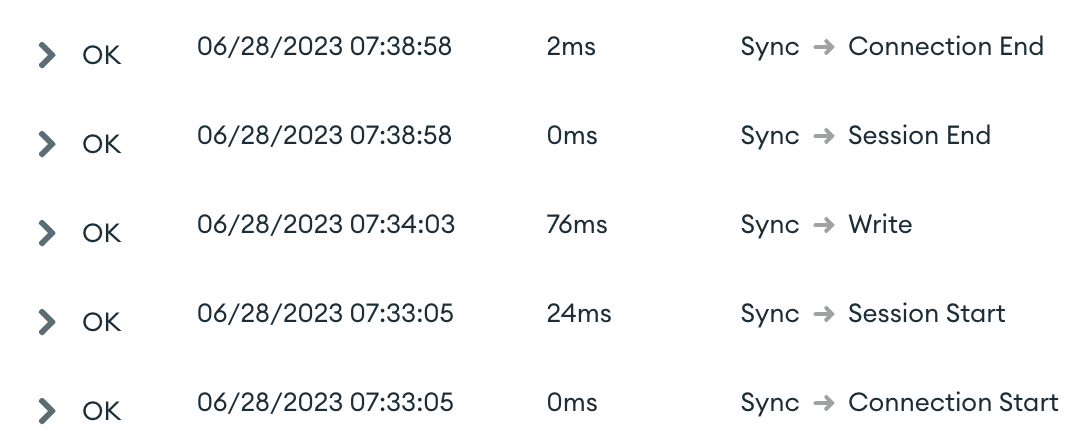 OK 06/28/2023 07:38:58 2ms Sync → Connection End
OK 06/28/2023 07:38:58 0ms Sync → Session End
OK 06/28/2023 07:34:03 76ms Sync → Write
OK 06/28/2023 07:33:05 24ms Sync → Session Start
OK 06/28/2023 07:33:05 0ms Sync → Connection Start